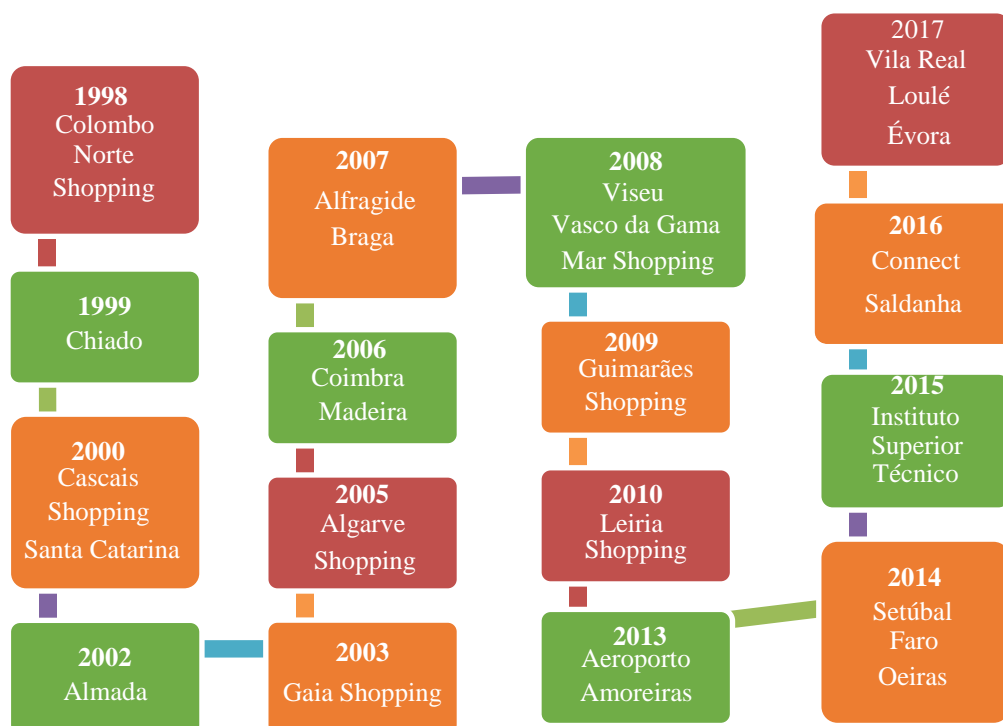 1998
Colombo
Norte
Shopping
1999
Chiado
2000
Cascais
Shopping
Santa Catarina
2002
Almada
2003
Gaia Shopping
2005
Algarve
Shopping
2006
Coimbra
Madeira
2007
Alfragide
Braga
2008
Viseu
Vasco da Gama
Mar Shopping
2009
Guimarães
Shopping
2010
Leiria
Shopping
2013
Aeroporto
Amoreiras
2014
Setúbal
Faro
Oeiras
2015
Instituto
Superior
Técnico
2016
Connect
Saldanha
2017
Vila Real
Loulé
Évora